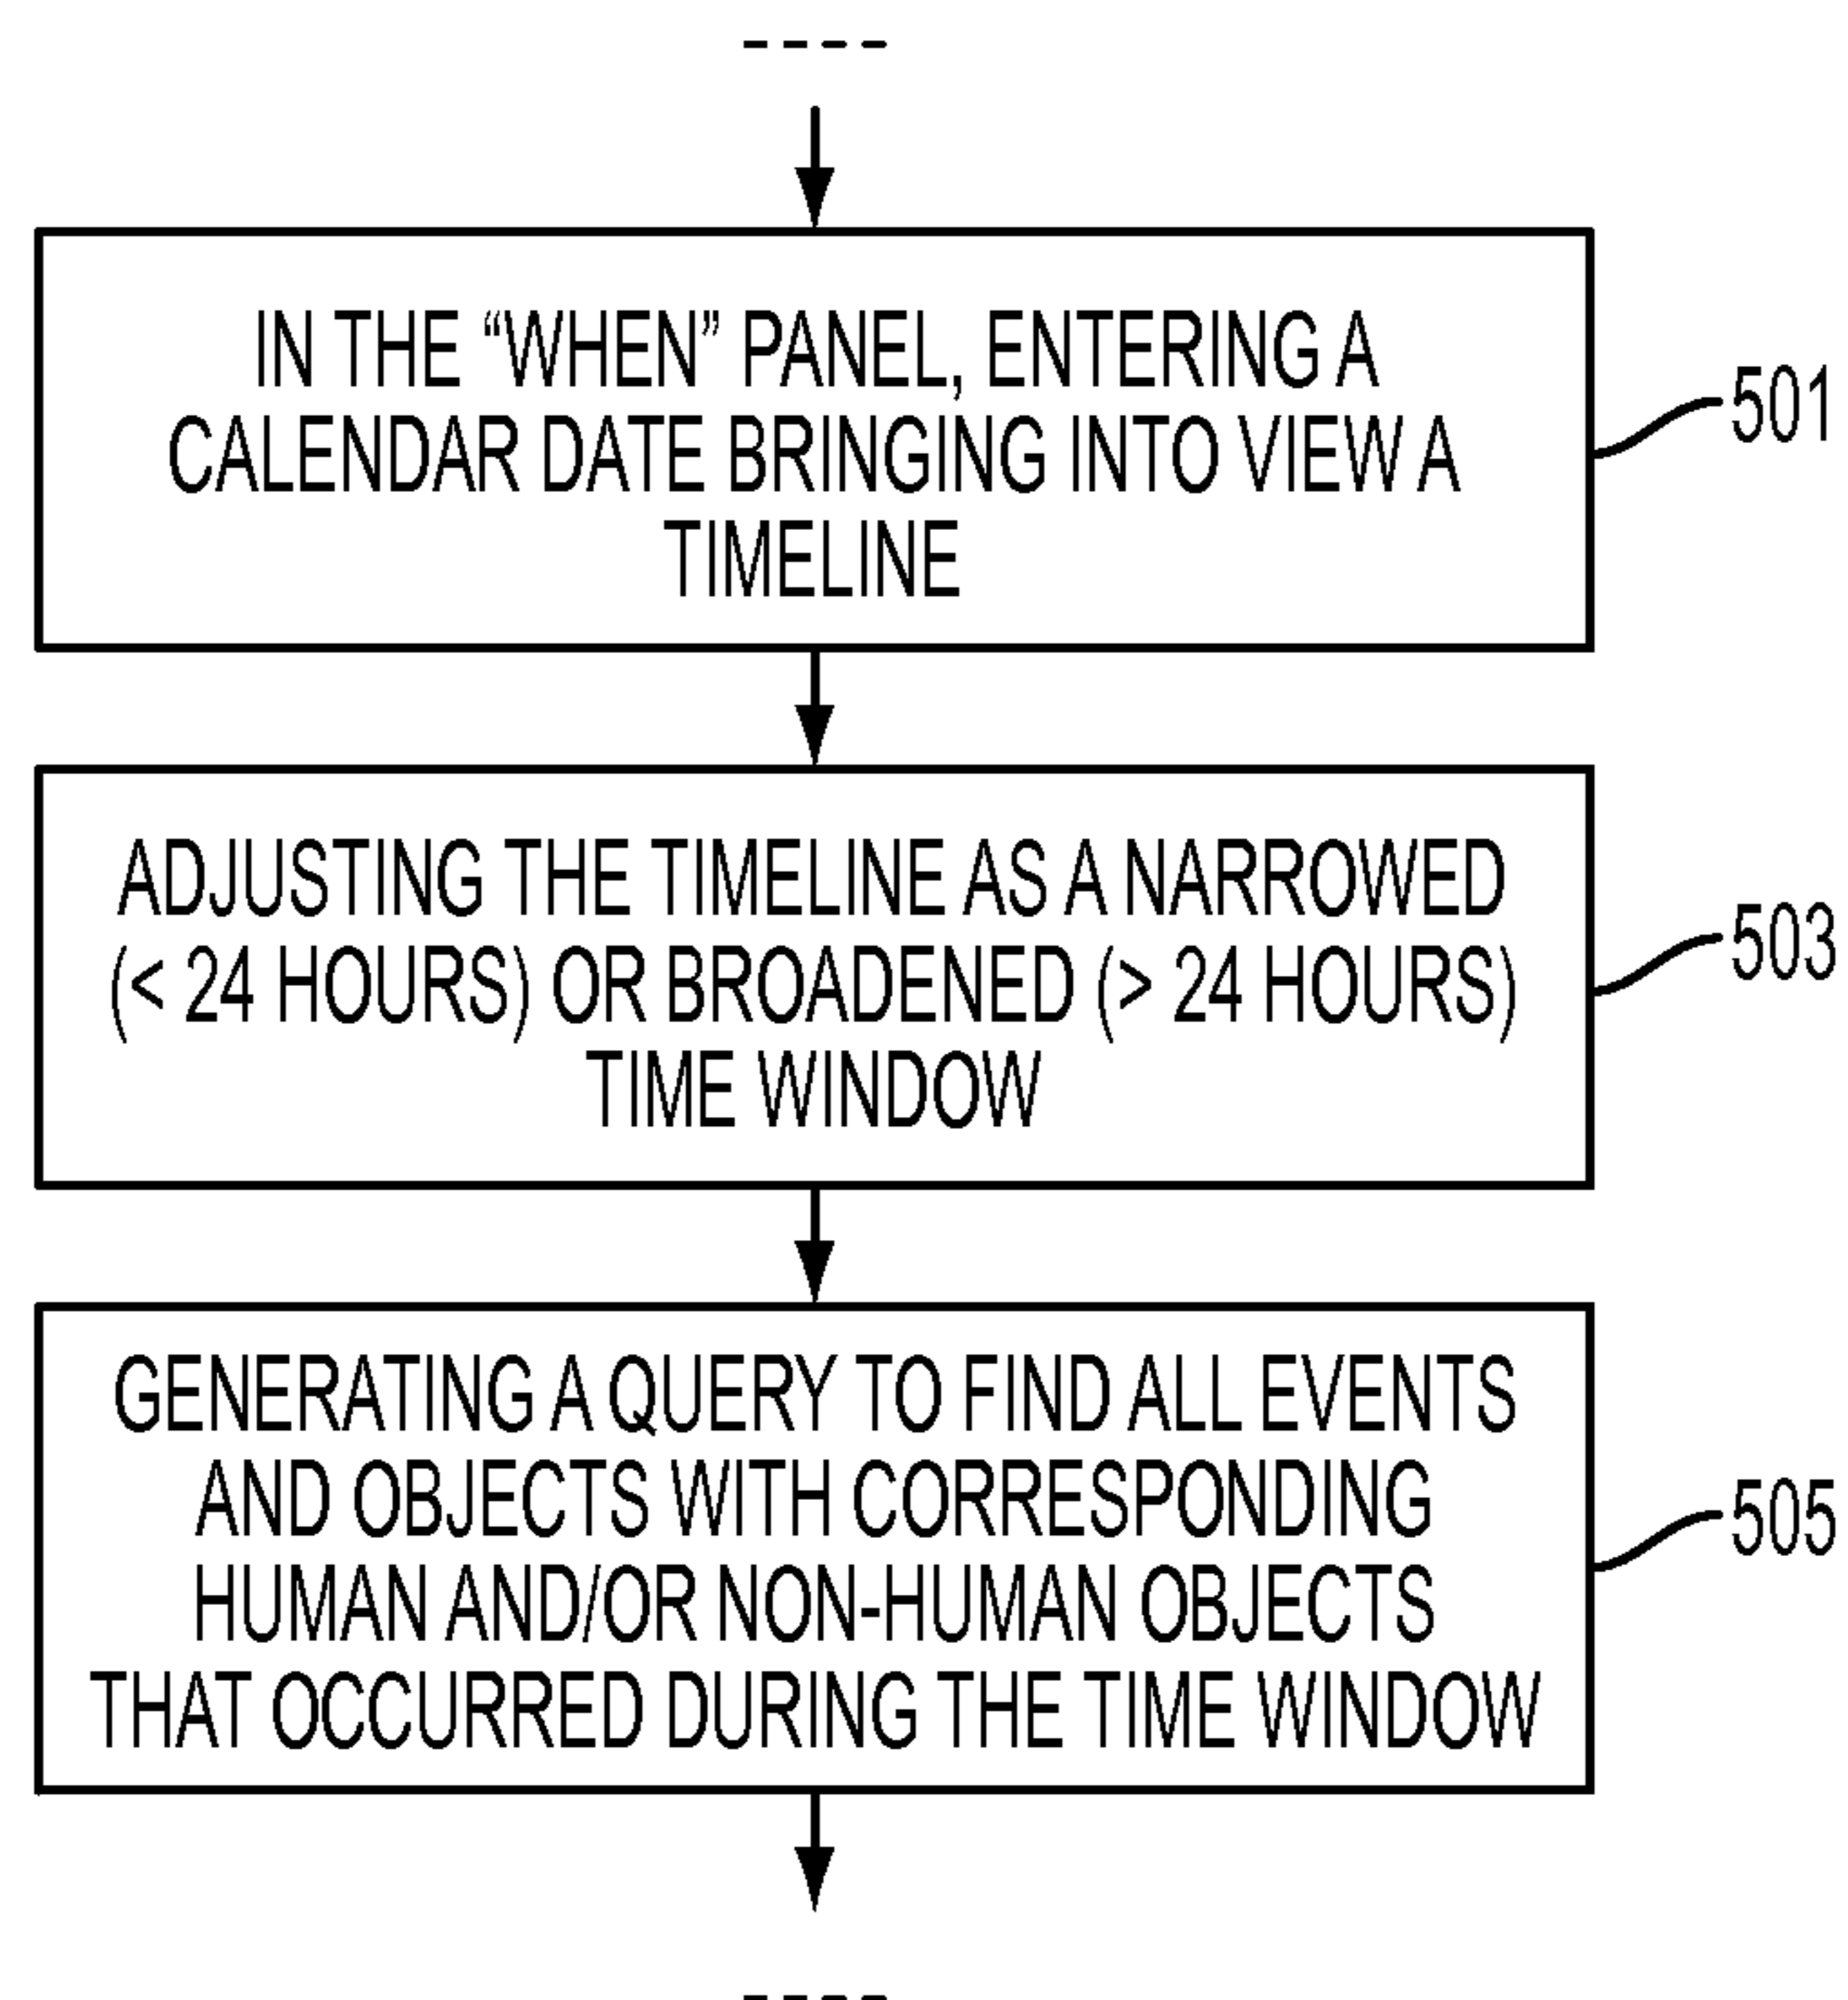 IN THE “WHEN” PANEL, ENTERING A
CALENDAR DATE BRINGING INTO VIEW A
TIMELINE
501
ADJUSTING THE TIMELINE AS A NARROWED
(< 24 HOURS) OR BROADENED (> 24 HOURS)
TIME WINDOW
503
GENERATING A QUERY TO FIND ALL EVENTS
AND OBJECTS WITH CORRESPONDING
HUMAN AND/OR NON-HUMAN OBJECTS
THAT OCCURRED DURING THE TIME WINDOW
505